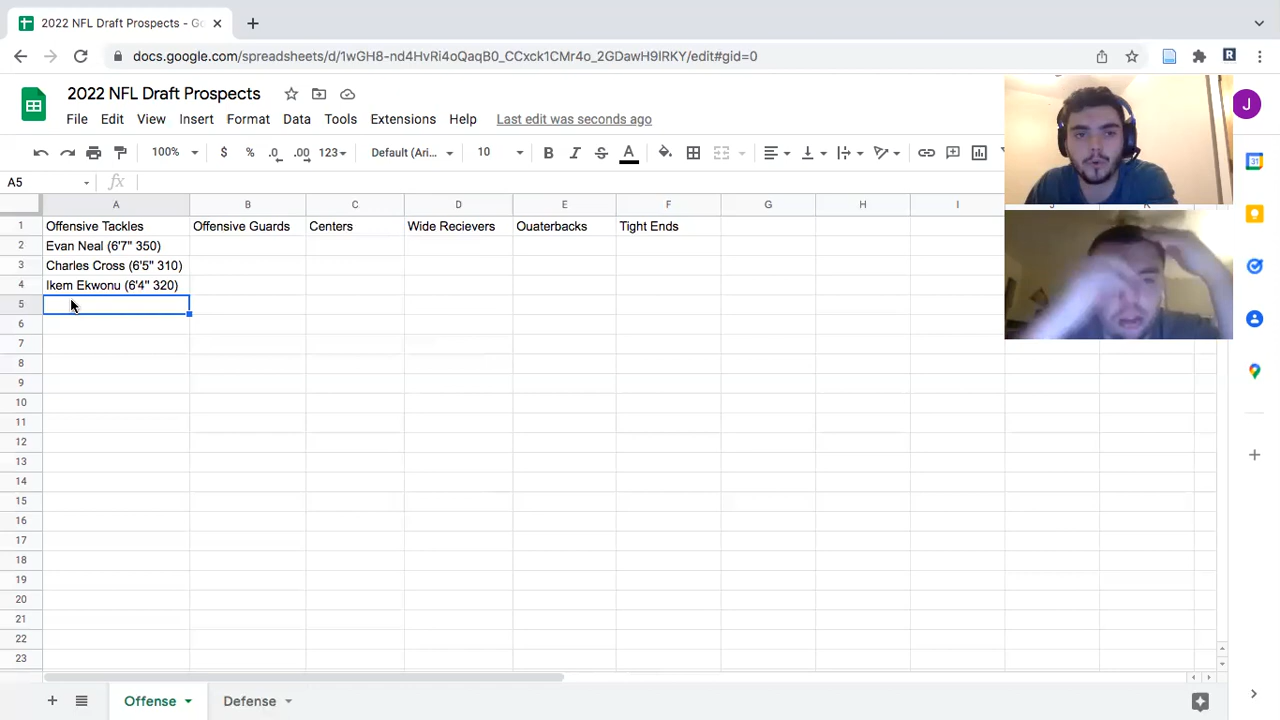 2022 NFL Draft Prospects - Go
docs.google.com/spreadsheets/d/1wGH8-nd4HvRi4oQaqB0_CCxck1CMr4o_2GDawH9lRKY/edit#gid=0
2022 NFL Draft Prospects
J
File Edit View Insert Format Data Tools Extensions Help Last edit was seconds ago
100% $ % .0 .00 123 Default (Ari... 10 B I S A
A5 fx
A B C D E F G H I
1 Offensive Tackles Offensive Guards Centers Wide Recievers Ouaterbacks Tight Ends
2 Evan Neal (6'7" 350)
3 Charles Cross (6'5" 310)
4 Ikem Ekwonu (6'4" 320)
5
6
7
8
9
10
11
12
13
14
15
16
17
18
19
20
21
22
23
Offense Defense